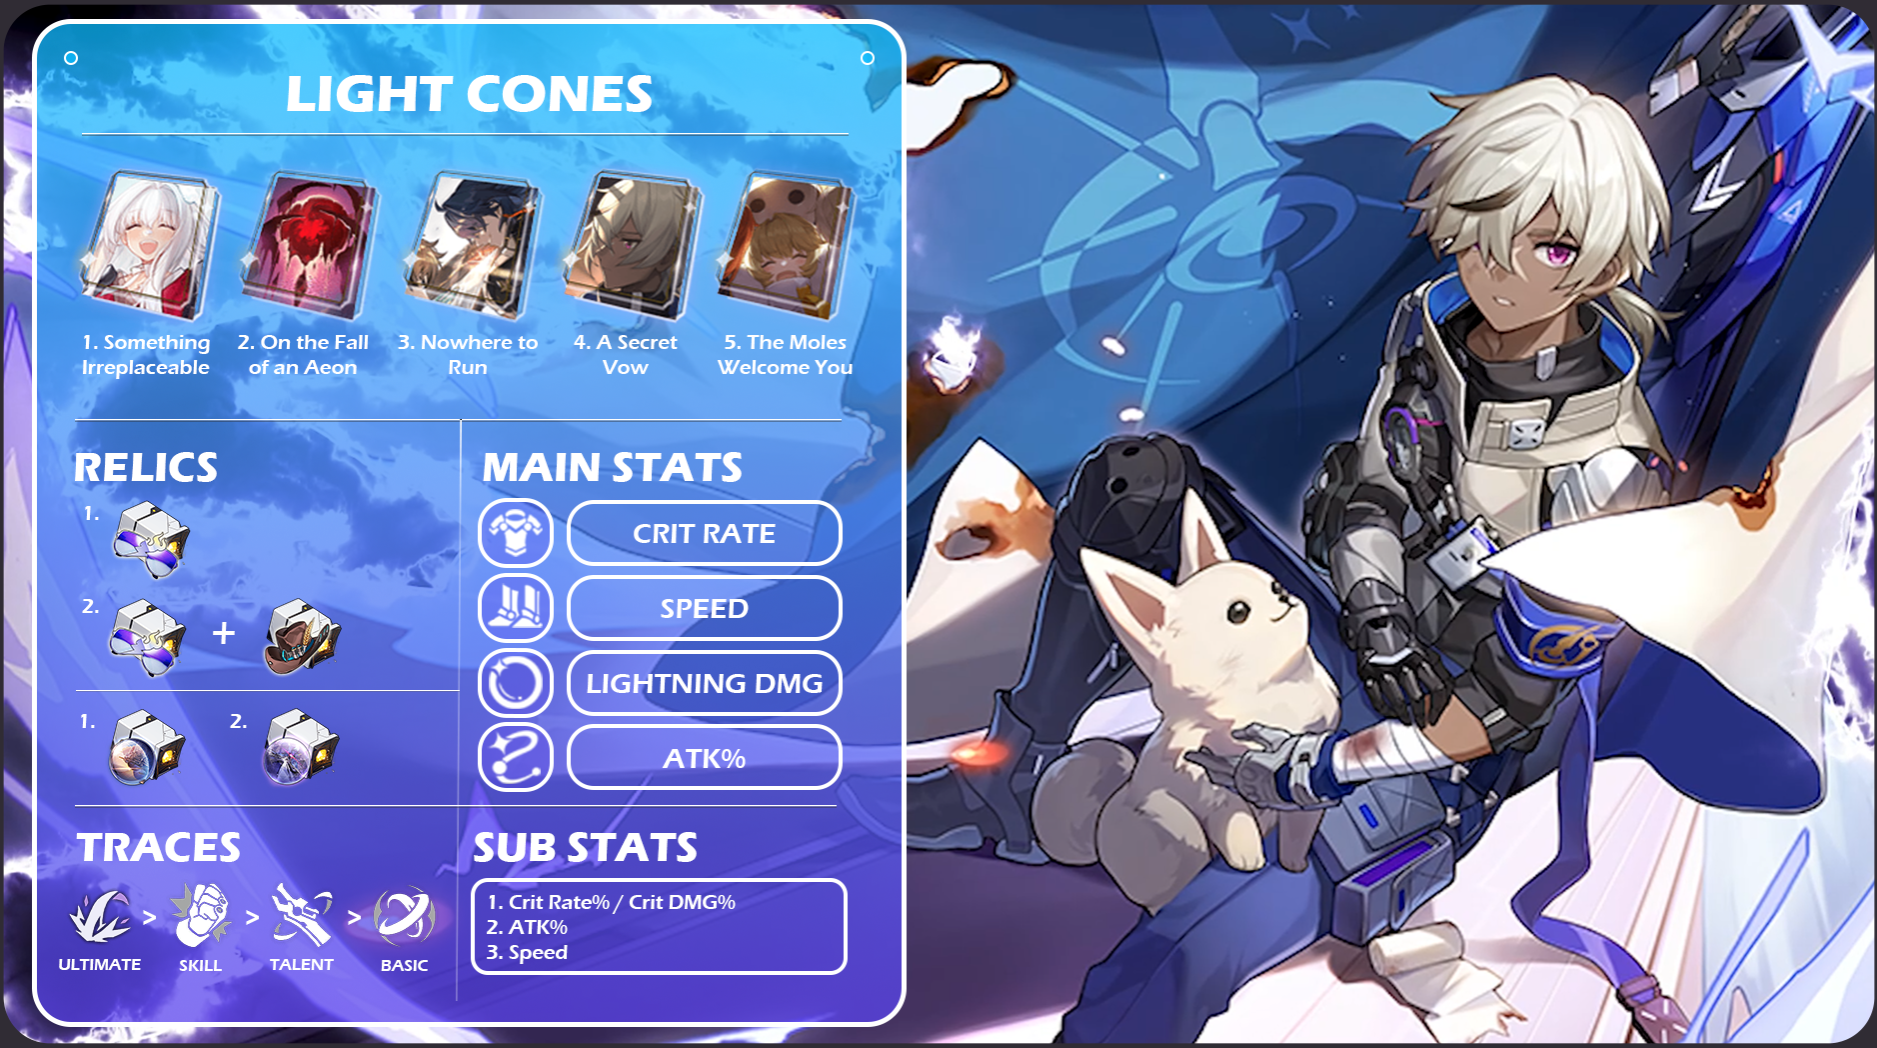 LIGHT CONES
1. Something
Irreplaceable
2. On the Fall
of an Aeon
3. Nowhere to
Run
4. A Secret
Vow
5. The Moles
Welcome You
RELICS
1.
2.
+
1.
2.
MAIN STATS
CRIT RATE
SPEED
LIGHTNING DMG
ATK%
TRACES
> > >
ULTIMATE SKILL TALENT BASIC
SUB STATS
1. Crit Rate% / Crit DMG%
2. ATK%
3. Speed